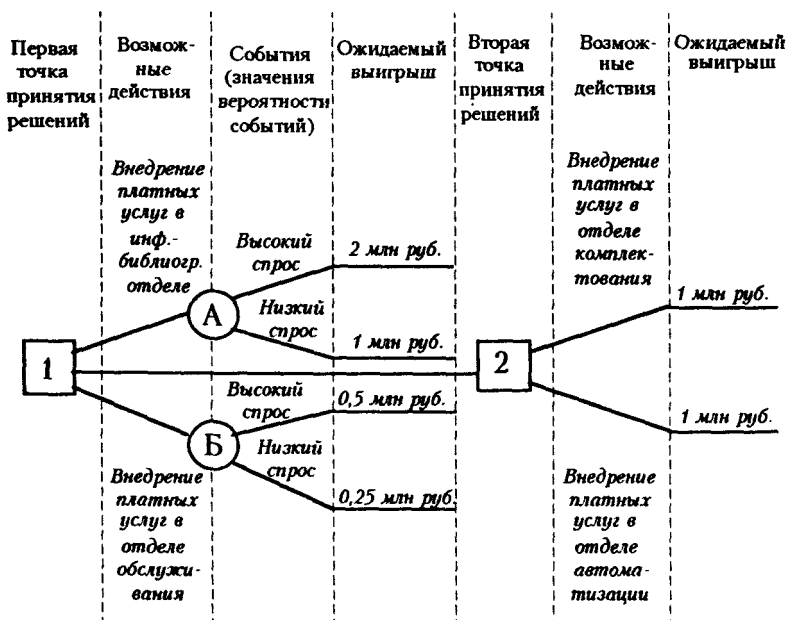 Первая
точка
принятия
решений
Возмож-
ные
действия
События
(значения
вероятности
событий)
Ожидаемый
выигрыш
Вторая
точка
принятия
решений
Возмож-
ные
действия
Ожидаемый
выигрыш
Внедрение
платных
услуг в
инф.-
библиогр.
отделе
Высокий
спрос
2 млн руб.
А
Низкий
спрос
1 млн руб.
1
Высокий
спрос
0,5 млн руб.
Б
Низкий
спрос
0,25 млн руб.
Внедрение
платных
услуг в
отделе
обслужи-
вания
2
Внедрение
платных
услуг в
отделе
комплек-
тования
1 млн руб.
1 млн руб.
Внедрение
платных
услуг в
отделе
автома-
тизации